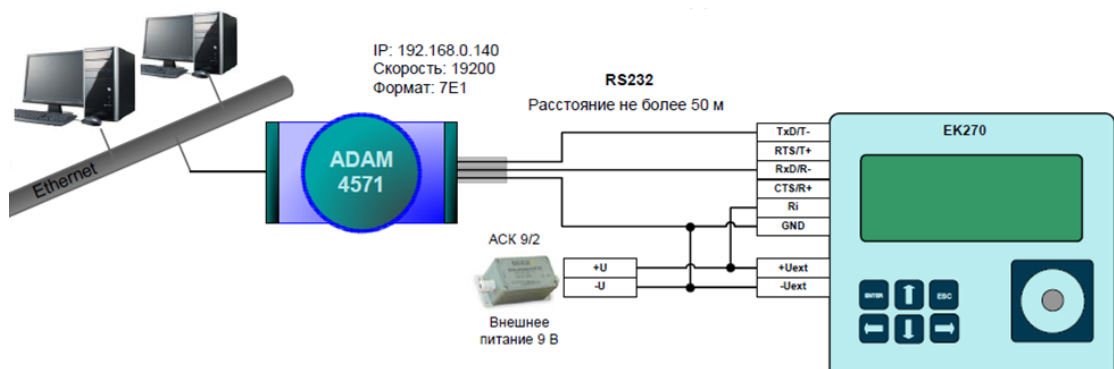 IP: 192.168.0.140
Скорость: 19200
Формат: 7E1
RS232
Расстояние не более 50 м
Ethernet
ADAM
4571
TxD/T-
RTS/T+
RxD/R-
CTS/R+
Ri
GND
+Uext
-Uext
EK270
АСК 9/2
+U
-U
Внешнее
питание 9 В
ENTER
ESC